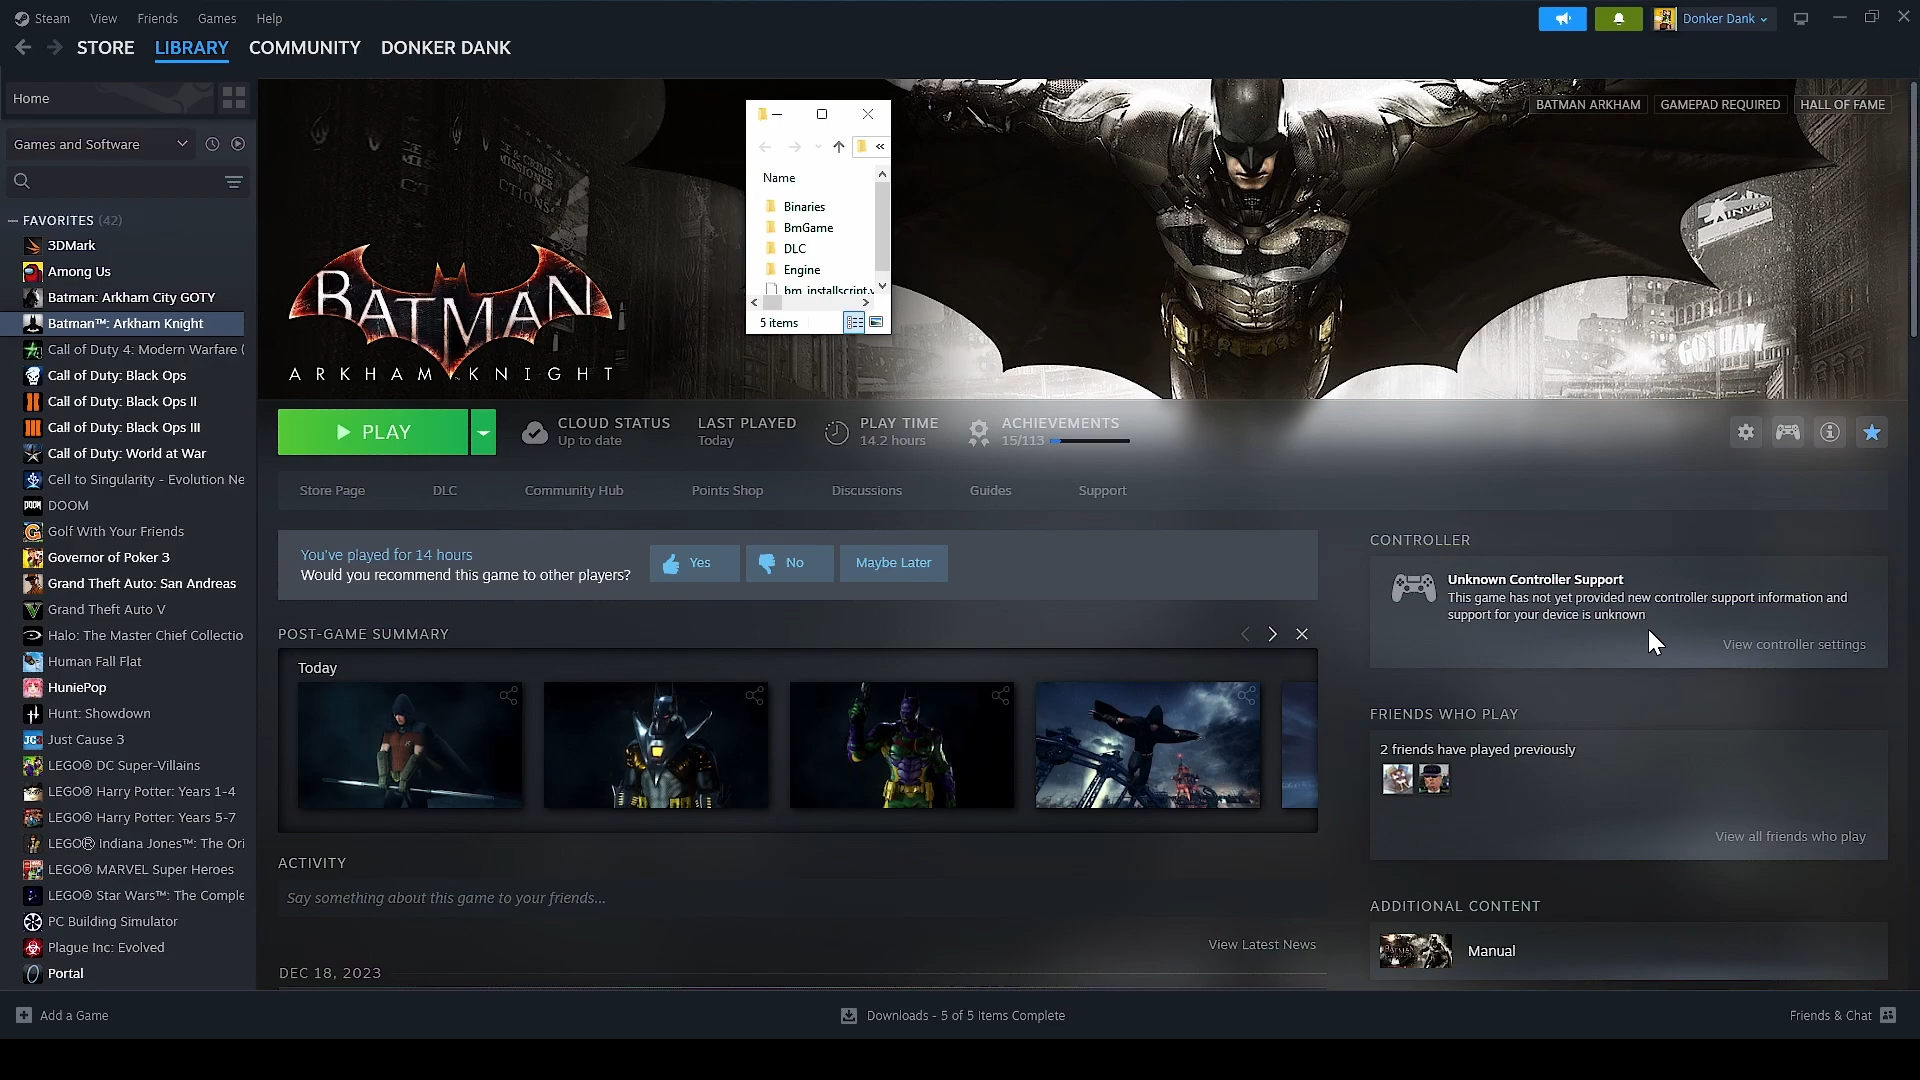 Steam View Friends Games Help
Donker Dank
STORE LIBRARY COMMUNITY DONKER DANK
Home
Games and Software
FAVORITES (42)
3DMark
Among Us
Batman: Arkham City GOTY
Batman™: Arkham Knight
Call of Duty 4: Modern Warfare (
Call of Duty: Black Ops
Call of Duty: Black Ops II
Call of Duty: Black Ops III
Call of Duty: World at War
Cell to Singularity - Evolution Ne
DOOM
Golf With Your Friends
Governor of Poker 3
Grand Theft Auto: San Andreas
Grand Theft Auto V
Halo: The Master Chief Collectio
Human Fall Flat
HuniePop
Hunt: Showdown
Just Cause 3
LEGO® DC Super-Villains
LEGO® Harry Potter: Years 1-4
LEGO® Harry Potter: Years 5-7
LEGO® Indiana Jones™: The Ori
LEGO® MARVEL Super Heroes
LEGO® Star Wars™: The Comple
PC Building Simulator
Plague Inc: Evolved
Portal
BATMAN
ARKHAM KNIGHT
«
Name
Binaries
BmGame
DLC
Engine
bm_installscript.v
5 items
BATMAN ARKHAM GAMEPAD REQUIRED HALL OF FAME
INVEST
GOTHAM
PLAY
CLOUD STATUS
Up to date
LAST PLAYED
Today
PLAY TIME
14.2 hours
ACHIEVEMENTS
15/113
Store Page DLC Community Hub Points Shop Discussions Guides Support
You've played for 14 hours
Would you recommend this game to other players?
Yes No Maybe Later
POST-GAME SUMMARY
Today
ACTIVITY
Say something about this game to your friends...
View Latest News
DEC 18, 2023
CONTROLLER
Unknown Controller Support
This game has not yet provided new controller support information and
support for your device is unknown
View controller settings
FRIENDS WHO PLAY
2 friends have played previously
View all friends who play
ADDITIONAL CONTENT
Manual
Add a Game
Downloads - 5 of 5 Items Complete
Friends & Chat